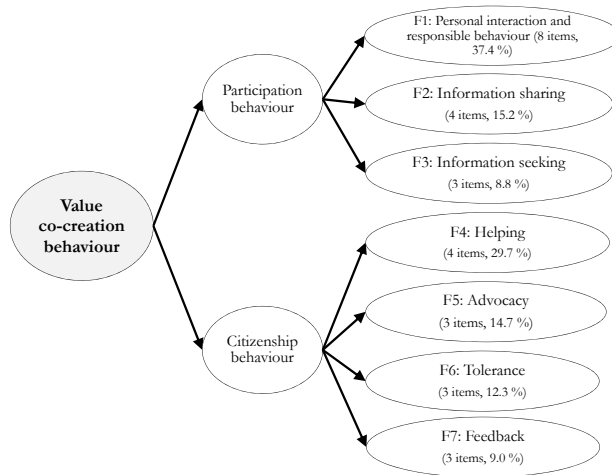 F1: Personal interaction and
responsible behaviour (8 items,
37.4 %)
Participation
behaviour
F2: Information sharing
(4 items, 15.2 %)
F3: Information seeking
(3 items, 8.8 %)
Value
co-creation
behaviour
F4: Helping
(4 items, 29.7 %)
F5: Advocacy
(3 items, 14.7 %)
Citizenship
behaviour
F6: Tolerance
(3 items, 12.3 %)
F7: Feedback
(3 items, 9.0 %)